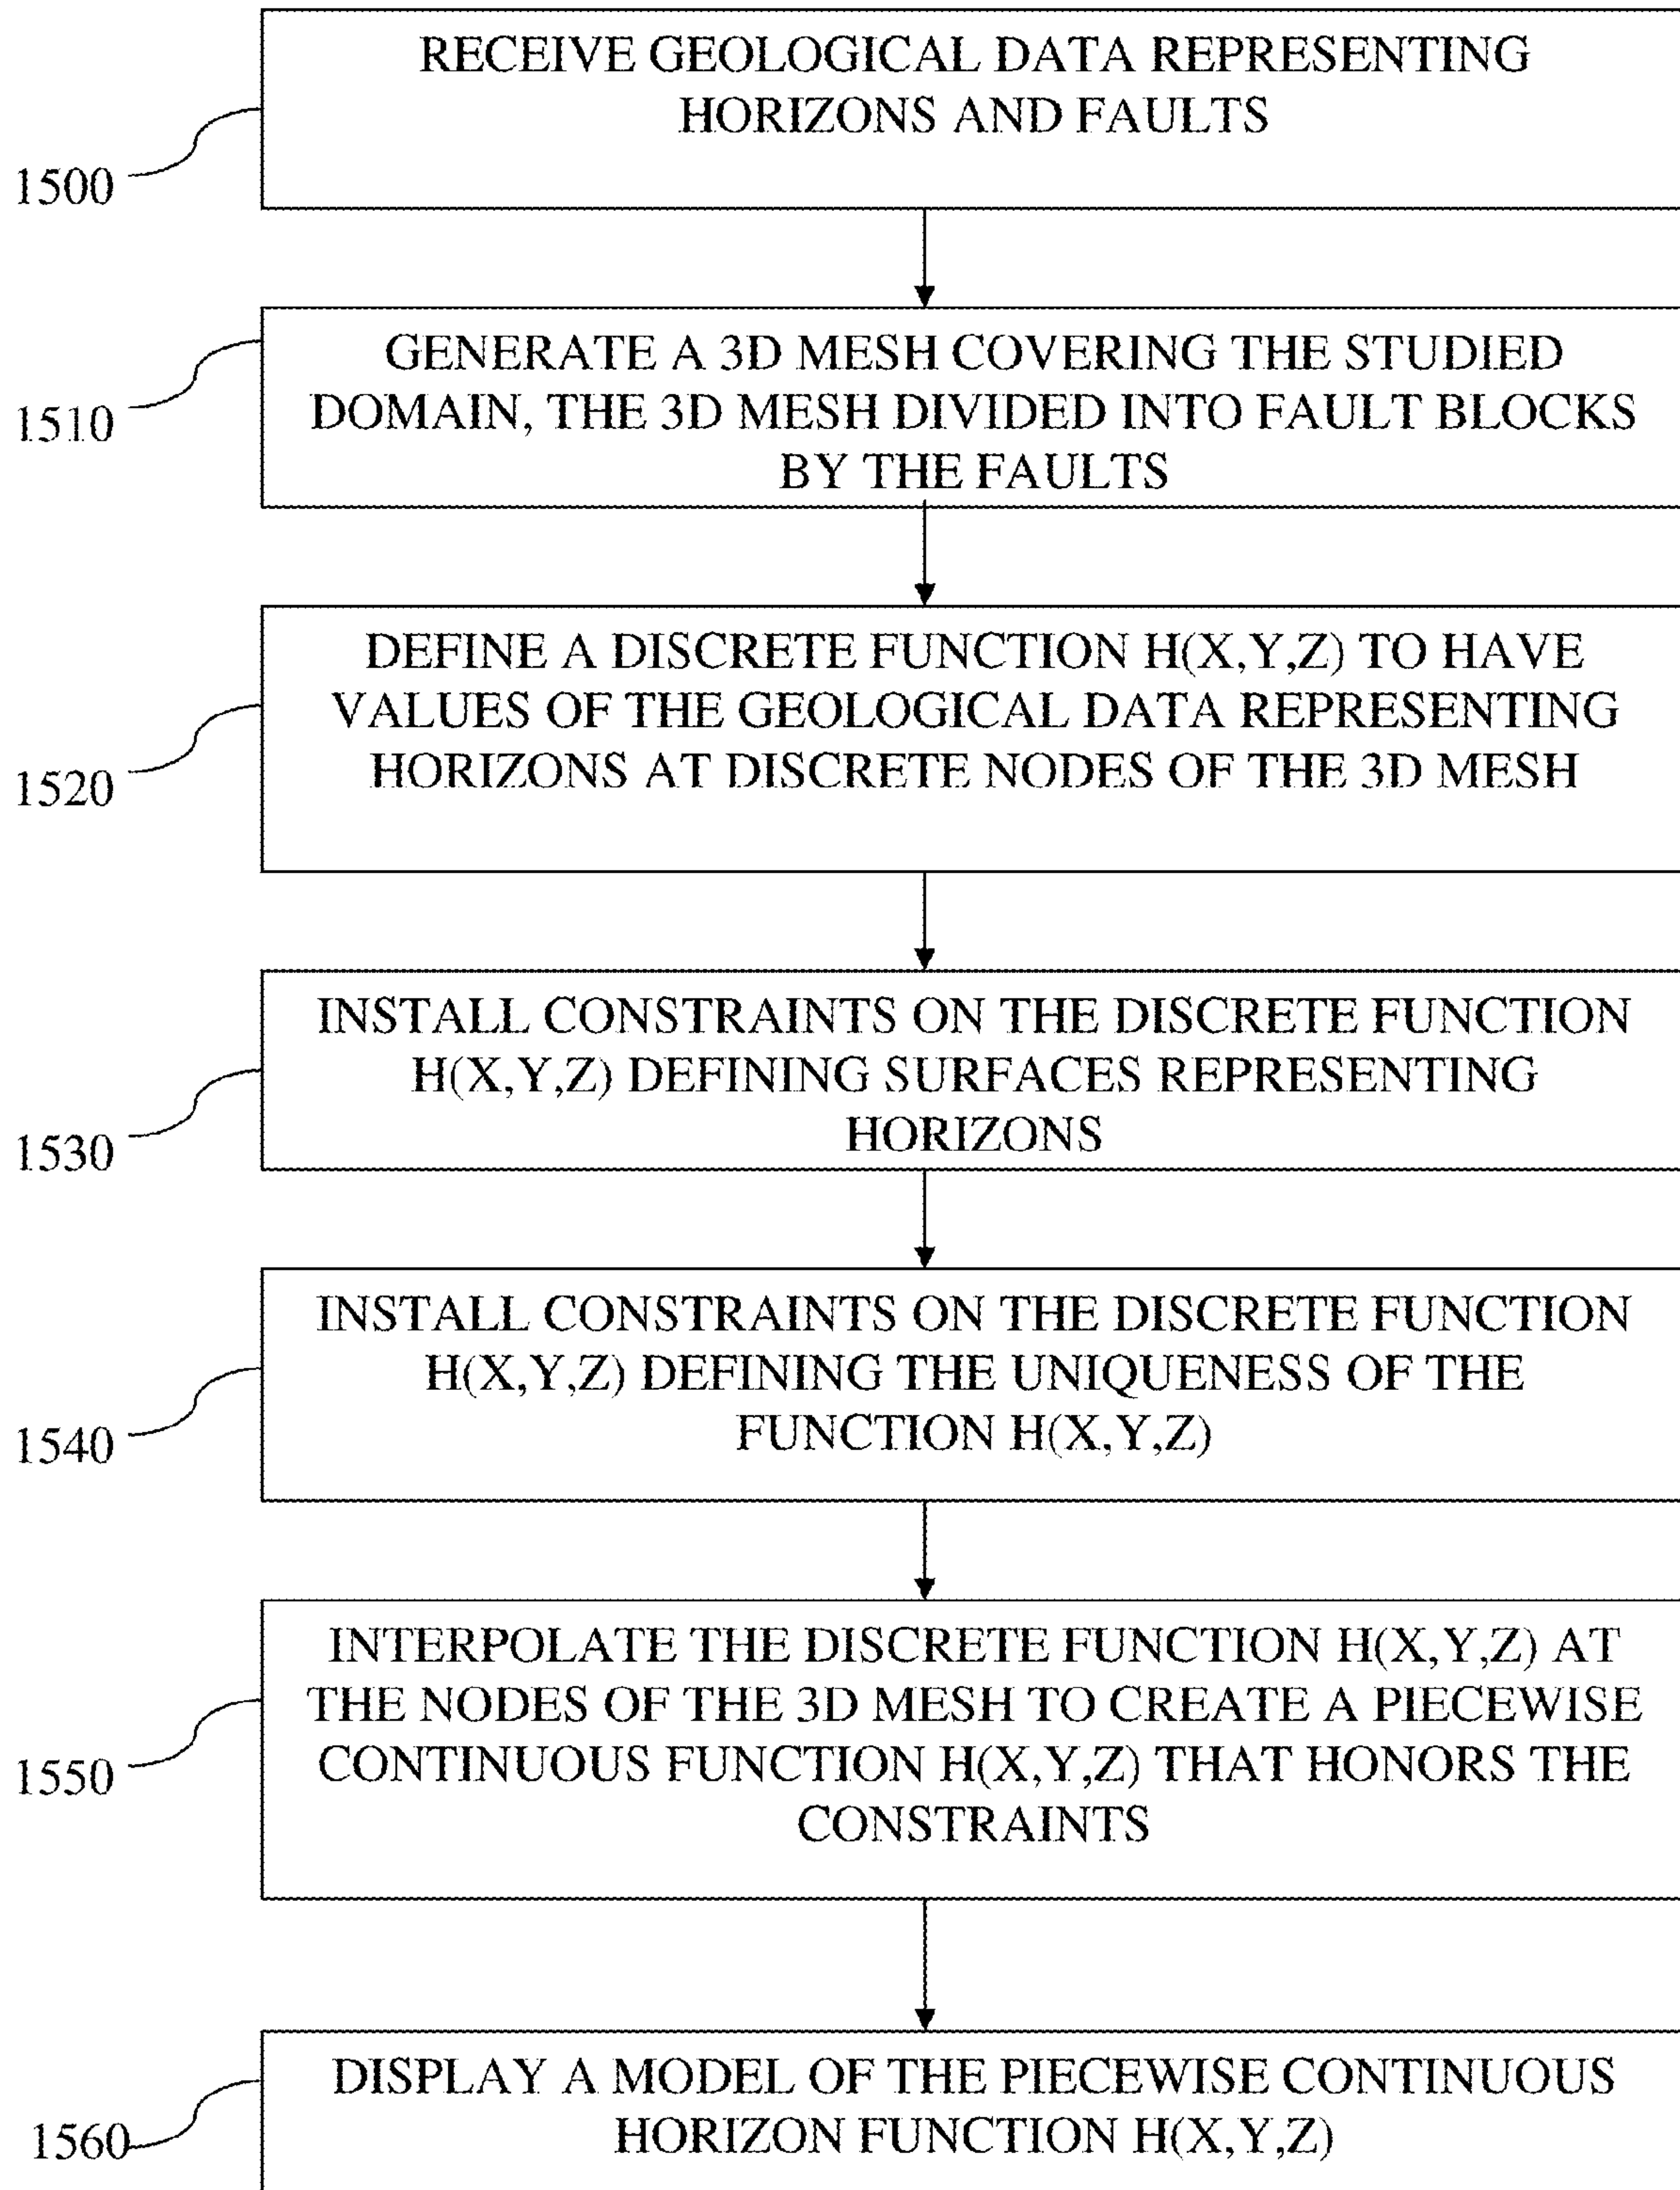 RECEIVE GEOLOGICAL DATA REPRESENTING
HORIZONS AND FAULTS
1500
GENERATE A 3D MESH COVERING THE STUDIED
DOMAIN, THE 3D MESH DIVIDED INTO FAULT BLOCKS
BY THE FAULTS
1510
DEFINE A DISCRETE FUNCTION H(X,Y,Z) TO HAVE
VALUES OF THE GEOLOGICAL DATA REPRESENTING
HORIZONS AT DISCRETE NODES OF THE 3D MESH
1520
INSTALL CONSTRAINTS ON THE DISCRETE FUNCTION
H(X,Y,Z) DEFINING SURFACES REPRESENTING
HORIZONS
1530
INSTALL CONSTRAINTS ON THE DISCRETE FUNCTION
H(X,Y,Z) DEFINING THE UNIQUENESS OF THE
FUNCTION H(X,Y,Z)
1540
INTERPOLATE THE DISCRETE FUNCTION H(X,Y,Z) AT
THE NODES OF THE 3D MESH TO CREATE A PIECEWISE
CONTINUOUS FUNCTION H(X,Y,Z) THAT HONORS THE
CONSTRAINTS
1550
DISPLAY A MODEL OF THE PIECEWISE CONTINUOUS
HORIZON FUNCTION H(X,Y,Z)
1560